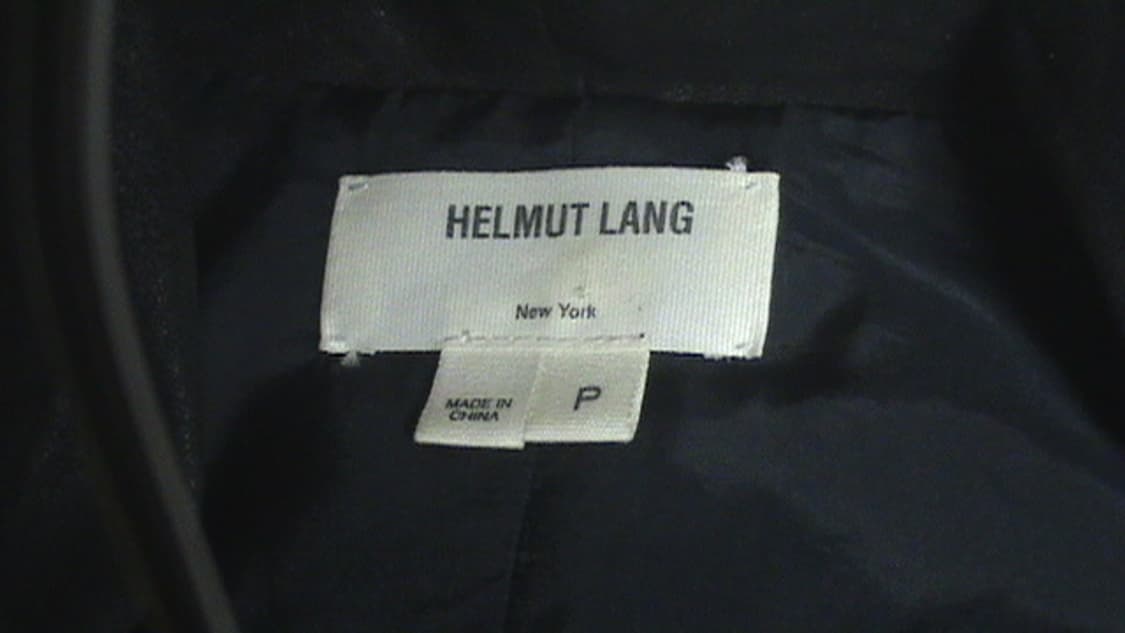 HELMUT LANG
New York
MADE IN
CHINA
P